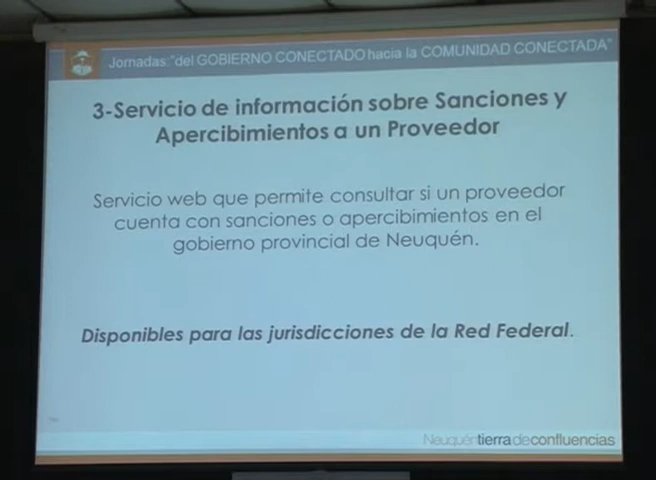 Jornadas:"del GOBIERNO CONECTADO hacia la COMUNIDAD CONECTADA"
3-Servicio de información sobre Sanciones y
Apercibimientos a un Proveedor
Servicio web que permite consultar si un proveedor
cuenta con sanciones o apercibimientos en el
gobierno provincial de Neuquén.
Disponibles para las jurisdicciones de la Red Federal.
Neuquéntierradeconfluencias